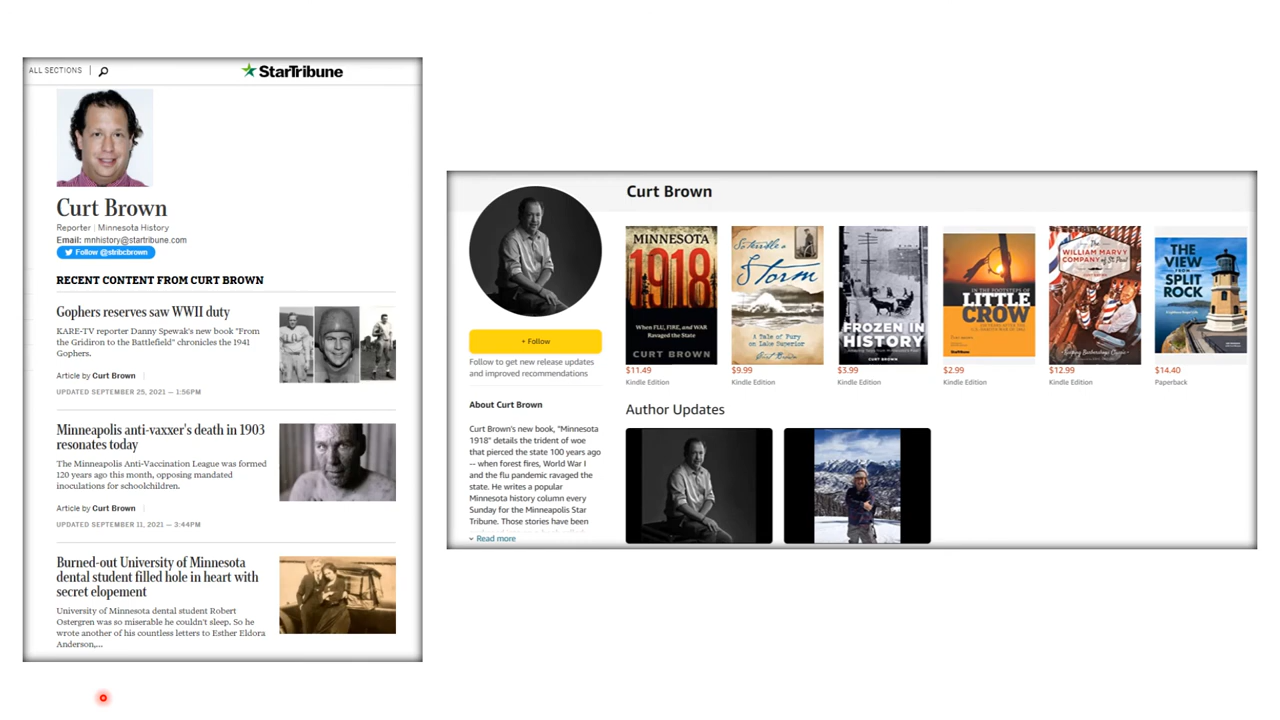 ALL SECTIONS
StarTribune
Curt Brown
Reporter | Minnesota History
Email: mnhistory@startribune.com
Follow @stribcbrown
RECENT CONTENT FROM CURT BROWN
Gophers reserves saw WWII duty
KARE-TV reporter Danny Spewak's new book "From
the Gridiron to the Battlefield" chronicles the 1941
Gophers.
Article by Curt Brown
UPDATED SEPTEMBER 25, 2021 — 1:56PM
Minneapolis anti-vaxxer's death in 1903
resonates today
The Minneapolis Anti-Vaccination League was formed
120 years ago this month, opposing mandated
inoculations for schoolchildren.
Article by Curt Brown
UPDATED SEPTEMBER 11, 2021 — 3:44PM
Burned-out University of Minnesota
dental student filled hole in heart with
secret elopement
University of Minnesota dental student Robert
Ostergren was so miserable he couldn't sleep. So he
wrote another of his countless letters to Esther Eldora
Anderson,...
Curt Brown
+ Follow
Follow to get new release updates
and improved recommendations
About Curt Brown
Curt Brown's new book, "Minnesota
1918" details the trident of woe
that pierced the state 100 years ago
-- when forest fires, World War I
and the flu pandemic ravaged the
state. He writes a popular
Minnesota history column every
Sunday for the Minneapolis Star
Tribune. Those stories have been
Read more
MINNESOTA
1918
When FLU, FIRE, and WAR
Ravaged the State
CURT BROWN
$11.49
Kindle Edition
So terrible a
Storm
A Tale of Fury
on Lake Superior
Curt Brown
$9.99
Kindle Edition
FROZEN IN
HISTORY
CURT BROWN
$3.99
Kindle Edition
IN THE FOOTSTEPS OF
LITTLE
CROW
StarTribune
$2.99
Kindle Edition
The
WILLIAM MARVY
COMPANY of St. Paul
Keeping Barbershops Classic
$12.99
Kindle Edition
THE
VIEW
FROM
SPLIT
ROCK
$14.40
Paperback
Author Updates